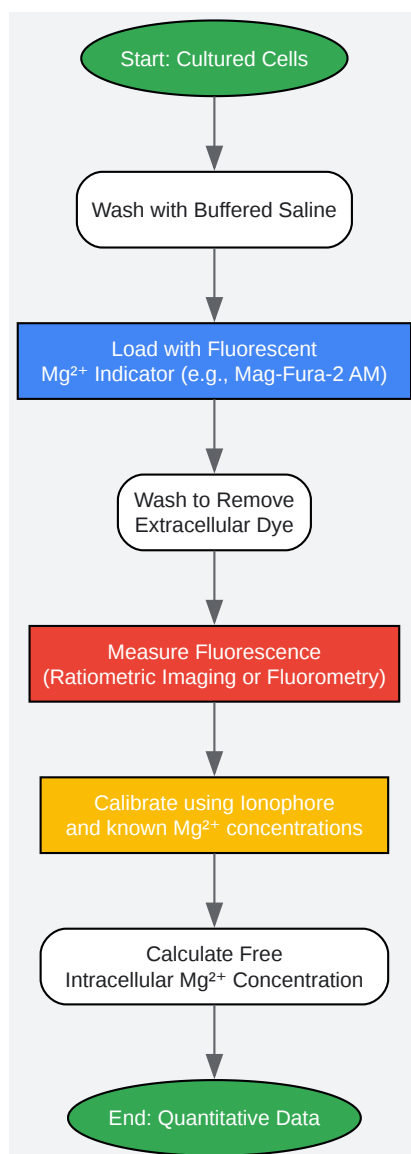 Start: Cultured Cells
Wash with Buffered Saline
Load with Fluorescent
Mg²⁺ Indicator (e.g., Mag-Fura-2 AM)
Wash to Remove
Extracellular Dye
Measure Fluorescence
(Ratiometric Imaging or Fluorometry)
Calibrate using Ionophore
and known Mg²⁺ concentrations
Calculate Free
Intracellular Mg²⁺ Concentration
End: Quantitative Data